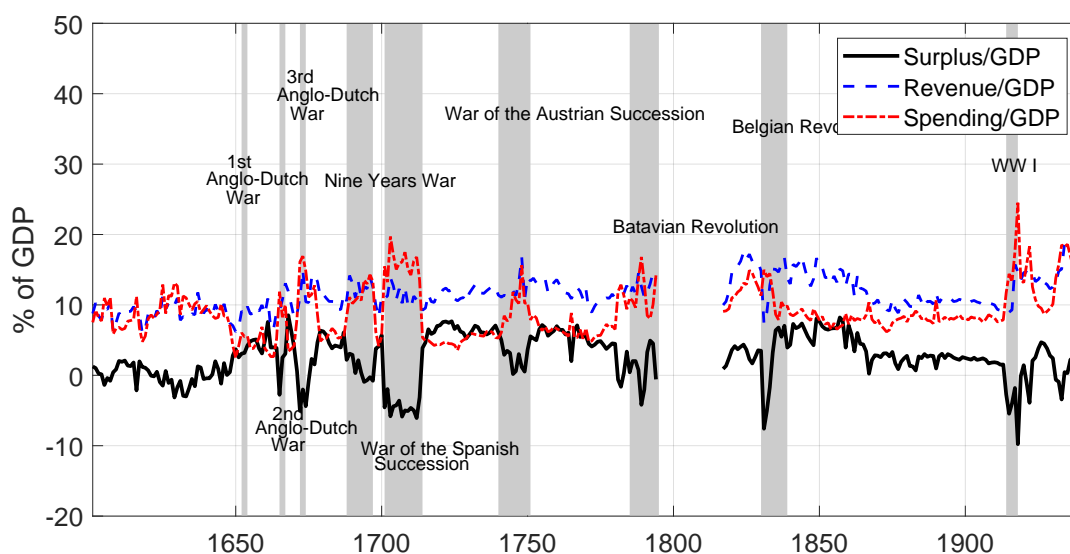 50
40
30
20
10
0
-10
-20
% of GDP
1650
1700
1750
1800
1850
1900
Surplus/GDP
Revenue/GDP
Spending/GDP
1st
Anglo-Dutch
War
2nd
Anglo-Dutch
War
3rd
Anglo-Dutch
War
Nine Years War
War of the Spanish
Succession
War of the Austrian Succession
Batavian Revolution
Belgian Revo
WW I